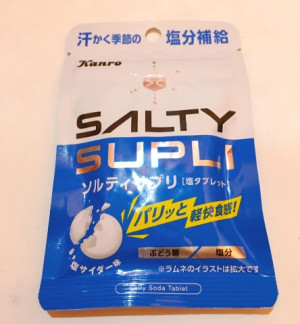 汗かく季節の 塩分補給
Kanro
SALTY
SUPLI
ソルティサプリ [塩タブレット]
パリッと 軽快食感!
塩サイダー味
ぶどう糖 / 塩分
※ラムネのイラストは拡大です
Salty Soda Tablet